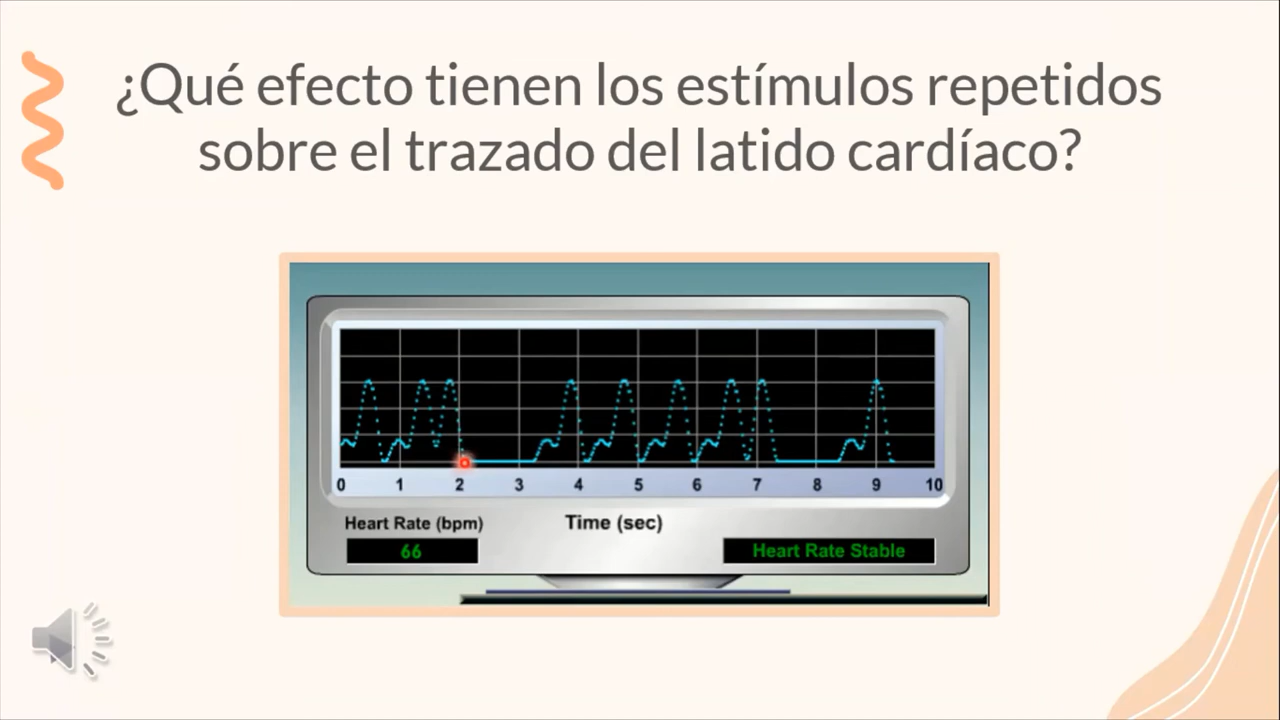 ¿Qué efecto tienen los estímulos repetidos
sobre el trazado del latido cardíaco?
0 1 2 3 4 5 6 7 8 9 10
Heart Rate (bpm) Time (sec)
66 Heart Rate Stable